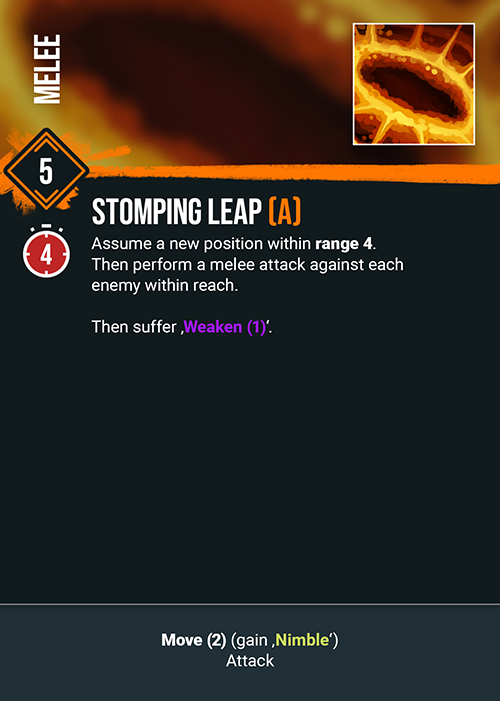 MELEE
5
STOMPING LEAP (A)
4
Assume a new position within range 4.
Then perform a melee attack against each
enemy within reach.
Then suffer ‚Weaken (1)‘.
Move (2) (gain ‚Nimble‘)
Attack